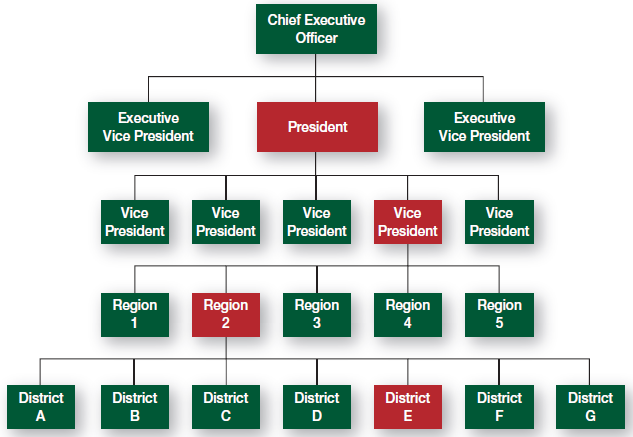 Chief Executive
Officer
Executive
Vice President
President
Executive
Vice President
Vice
President
Vice
President
Vice
President
Vice
President
Vice
President
Region
1
Region
2
Region
3
Region
4
Region
5
District
A
District
B
District
C
District
D
District
E
District
F
District
G